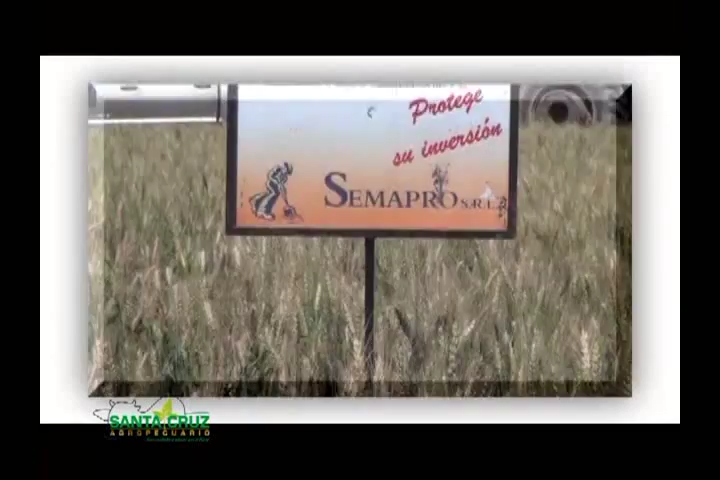 Protege
su inversión
SEMAPRO S.R.L.
SANTA CRUZ
AGROPECUARIO